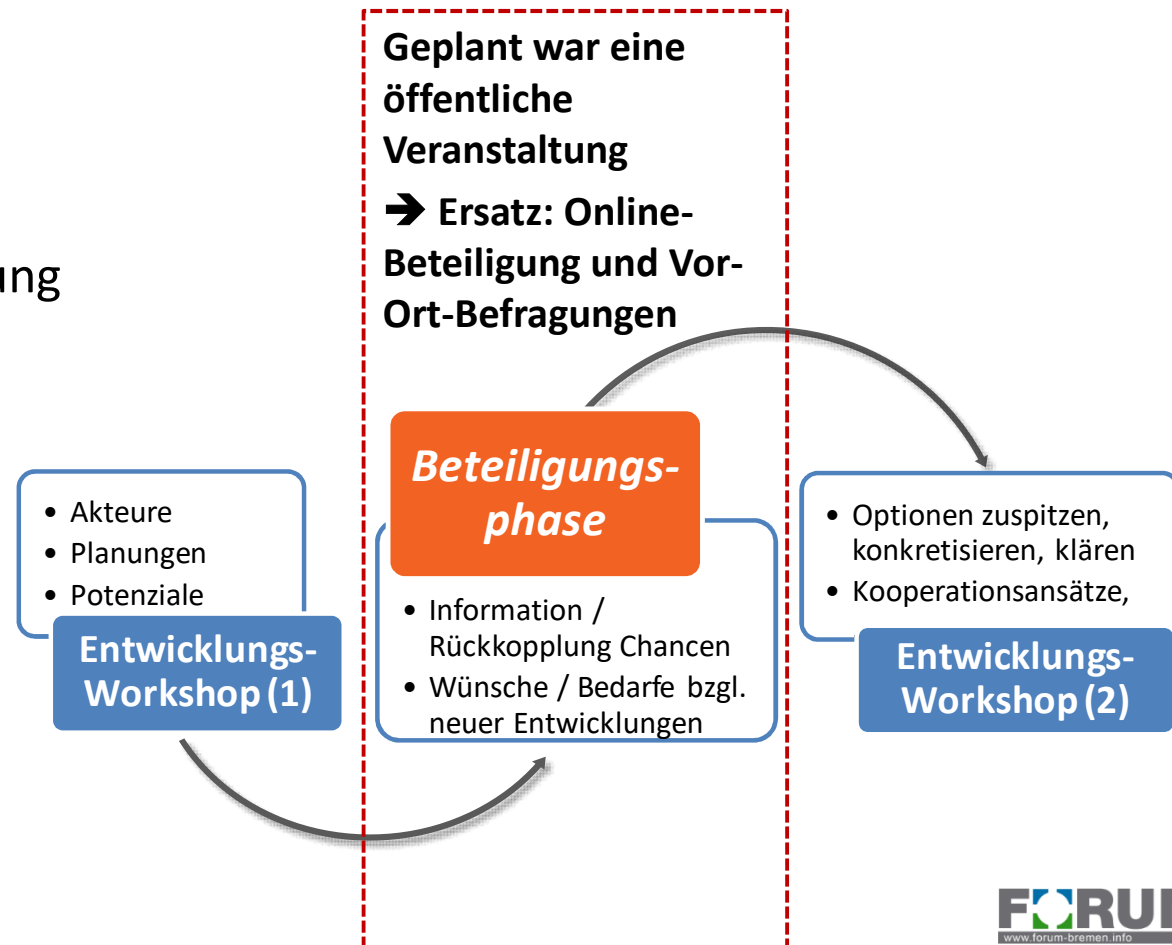 Geplant war eine
öffentliche
Veranstaltung
➔ Ersatz: Online-
Beteiligung und Vor-
Ort-Befragungen
ung
• Akteure
• Planungen
• Potenziale
Entwicklungs-
Workshop (1)
Beteiligungs-
phase
• Information /
Rückkopplung Chancen
• Wünsche / Bedarfe bzgl.
neuer Entwicklungen
• Optionen zuspitzen,
konkretisieren, klären
• Kooperationsansätze,
Entwicklungs-
Workshop (2)
FORU
www.forum-bremen.info